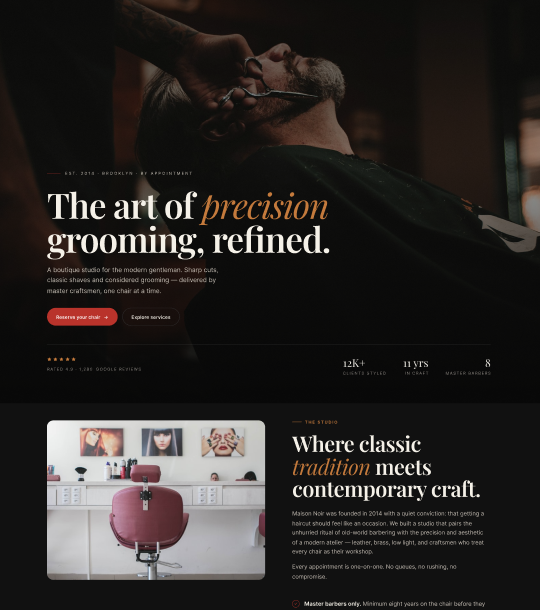 EST. 2014 · BROOKLYN · BY APPOINTMENT
The art of precision
grooming, refined.
A boutique studio for the modern gentleman. Sharp cuts,
classic shaves and considered grooming — delivered by
master craftsmen, one chair at a time.
Reserve your chair →
Explore services
★★★★★
RATED 4.9 · 1,280 GOOGLE REVIEWS
12K+
CLIENTS STYLED
11 yrs
IN CRAFT
8
MASTER BARBERS
THE STUDIO
Where classic
tradition meets
contemporary craft.
Maison Noir was founded in 2014 with a quiet conviction: that getting a
haircut should feel like an occasion. We built a studio that pairs the
unhurried ritual of old-world barbering with the precision and aesthetic
of a modern atelier — leather, brass, low light, and craftsmen who treat
every chair as their workshop.
Every appointment is one-on-one. No queues, no rushing, no
compromise.
Master barbers only. Minimum eight years on the chair before they